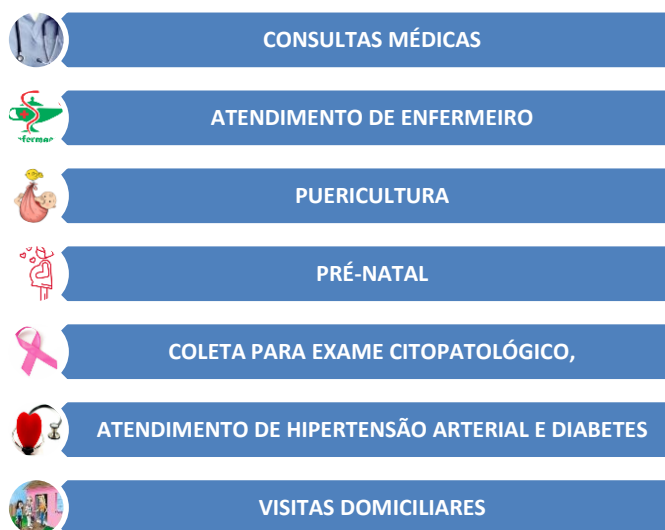 CONSULTAS MÉDICAS
ATENDIMENTO DE ENFERMEIRO
PUERICULTURA
PRÉ-NATAL
COLETA PARA EXAME CITOPATOLÓGICO,
ATENDIMENTO DE HIPERTENSÃO ARTERIAL E DIABETES
VISITAS DOMICILIARES